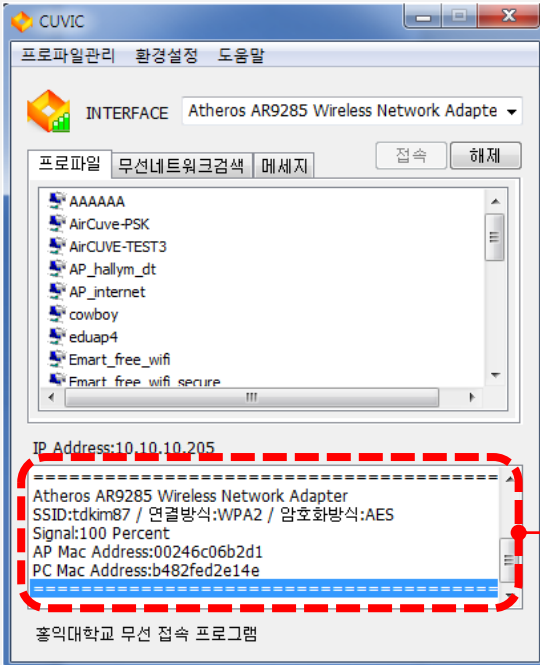 CUVIC
프로파일관리 환경설정 도움말
INTERFACE Atheros AR9285 Wireless Network Adapte
접속 해제
프로파일 무선네트워크검색 메세지
AAAAAA
AirCuve-PSK
AirCUVE-TEST3
AP_hallym_dt
AP_internet
cowboy
eduap4
Emart_free_wifi
Emart_free_wifi_secure
IP Address:10.10.10.205
==========================================
Atheros AR9285 Wireless Network Adapter
SSID:tdkim87 / 연결방식:WPA2 / 암호화방식:AES
Signal:100 Percent
AP Mac Address:00246c06b2d1
PC Mac Address:b482fed2e14e
==========================================
홍익대학교 무선 접속 프로그램